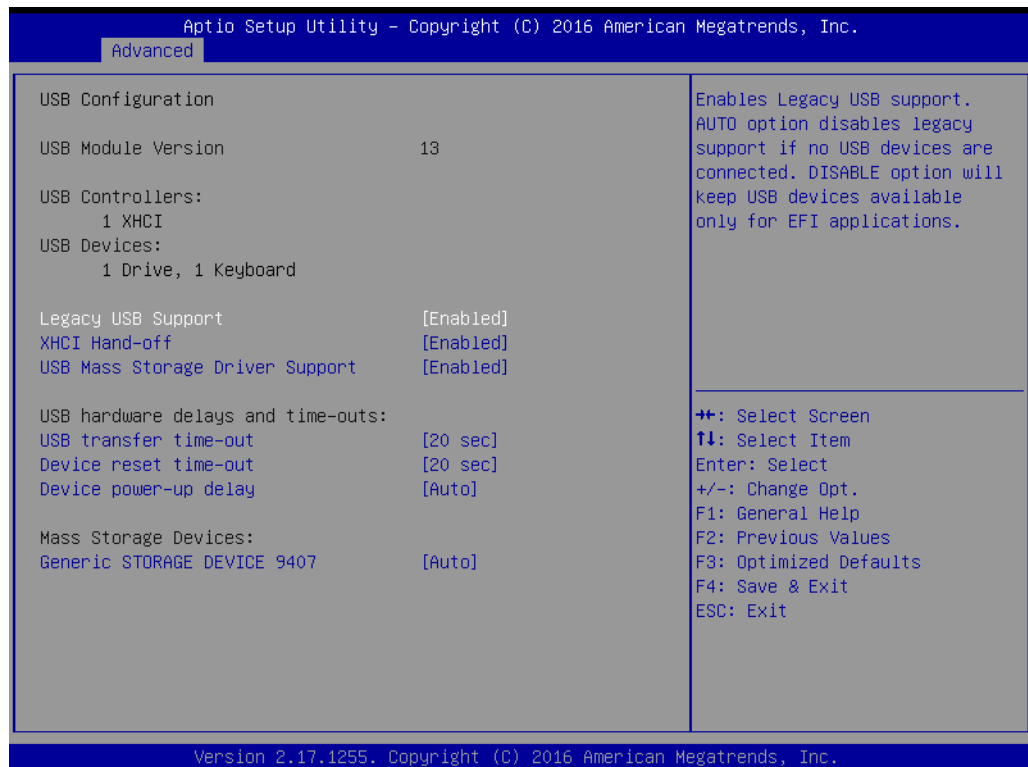 Aptio Setup Utility – Copyright (C) 2016 American Megatrends, Inc.
Advanced
USB Configuration
USB Module Version 13
USB Controllers:
1 XHCI
USB Devices:
1 Drive, 1 Keyboard
Legacy USB Support [Enabled]
XHCI Hand-off [Enabled]
USB Mass Storage Driver Support [Enabled]
USB hardware delays and time-outs:
USB transfer time-out [20 sec]
Device reset time-out [20 sec]
Device power-up delay [Auto]
Mass Storage Devices:
Generic STORAGE DEVICE 9407 [Auto]
Enables Legacy USB support.
AUTO option disables legacy
support if no USB devices are
connected. DISABLE option will
keep USB devices available
only for EFI applications.
→←: Select Screen
↑↓: Select Item
Enter: Select
+/-: Change Opt.
F1: General Help
F2: Previous Values
F3: Optimized Defaults
F4: Save & Exit
ESC: Exit
Version 2.17.1255. Copyright (C) 2016 American Megatrends, Inc.